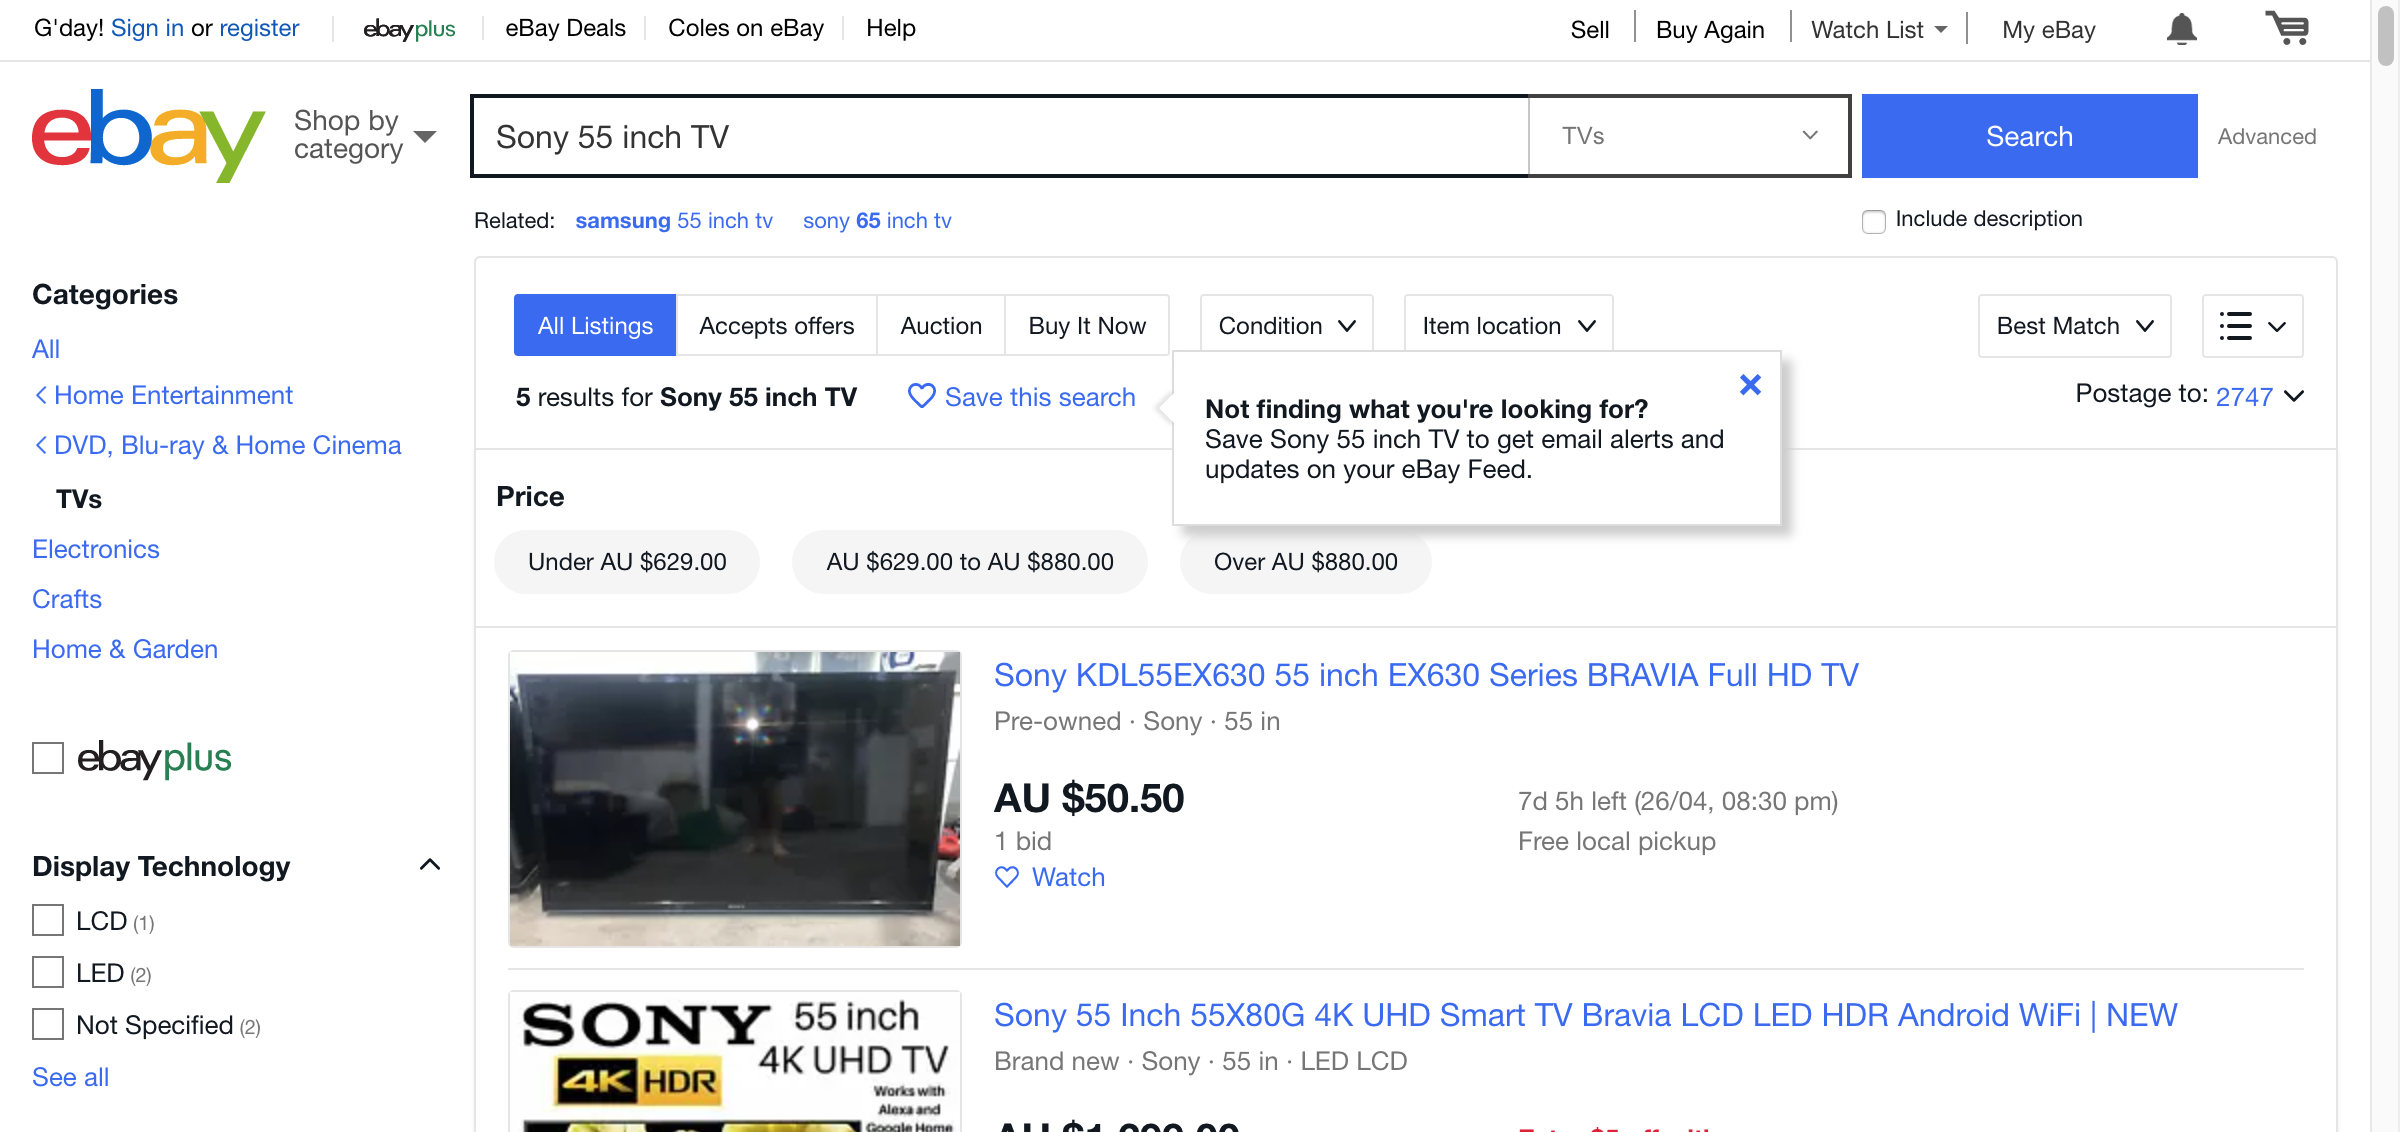 G'day! Sign in or register
ebayplus
eBay Deals
Coles on eBay
Help
Sell
Buy Again
Watch List
My eBay
ebay
Shop by
category
Sony 55 inch TV
TVs
Search
Advanced
Related: samsung 55 inch tv sony 65 inch tv
Include description
Categories
All
Home Entertainment
DVD, Blu-ray & Home Cinema
TVs
Electronics
Crafts
Home & Garden
ebayplus
Display Technology
LCD (1)
LED (2)
Not Specified (2)
See all
All Listings
Accepts offers
Auction
Buy It Now
Condition
Item location
Best Match
5 results for Sony 55 inch TV
Save this search
Postage to: 2747
Not finding what you're looking for?
Save Sony 55 inch TV to get email alerts and
updates on your eBay Feed.
Price
Under AU $629.00
AU $629.00 to AU $880.00
Over AU $880.00
Sony KDL55EX630 55 inch EX630 Series BRAVIA Full HD TV
Pre-owned · Sony · 55 in
AU $50.50
1 bid
Watch
7d 5h left (26/04, 08:30 pm)
Free local pickup
SONY 55 inch
4K UHD TV
4K HDR
Works with
Alexa and
Google Home
Sony 55 Inch 55X80G 4K UHD Smart TV Bravia LCD LED HDR Android WiFi | NEW
Brand new · Sony · 55 in · LED LCD